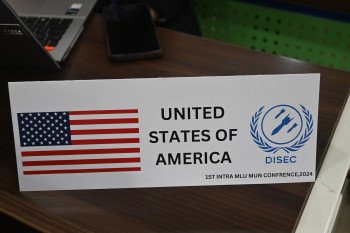 UNITED
STATES OF
AMERICA
DISEC
1ST INTRA MLU MUN CONFRENCE,2024